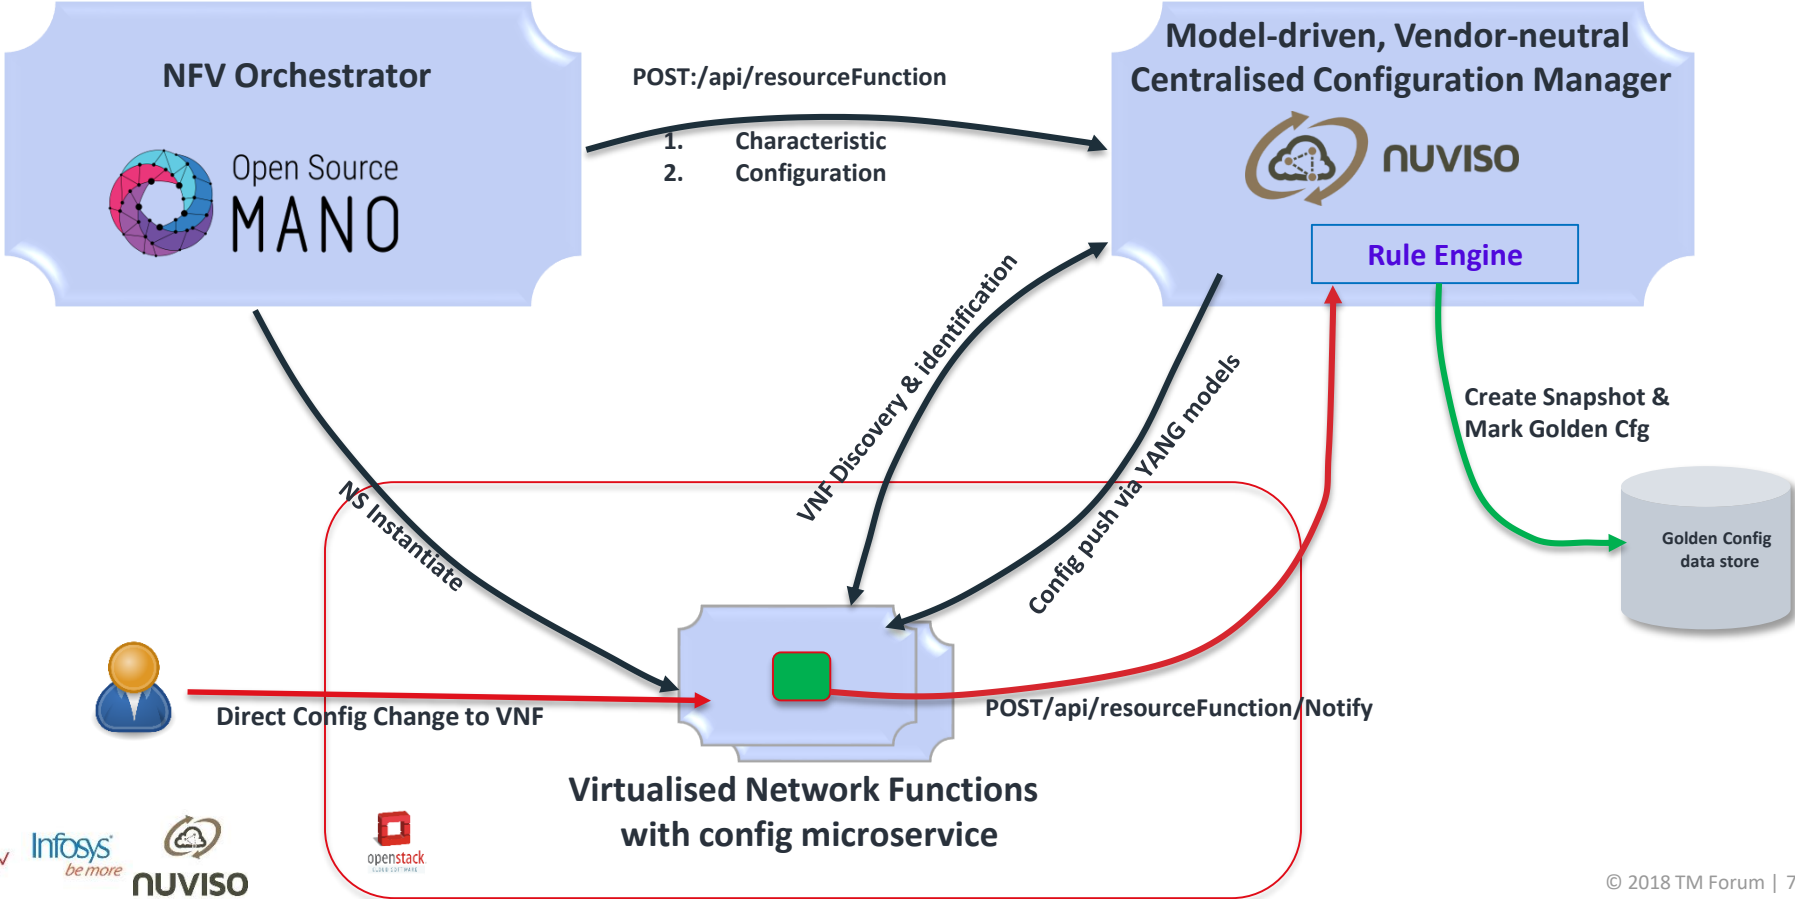 NFV Orchestrator
Open Source
MANO
POST:/api/resourceFunction
1. Characteristic
2. Configuration
Model-driven, Vendor-neutral
Centralised Configuration Manager
nuviso
Rule Engine
VNF Discovery & identification
Config push via YANG models
Create Snapshot &
Mark Golden Cfg
Golden Config
data store
NS Instantiate
Direct Config Change to VNF
POST/api/resourceFunction/Notify
Virtualised Network Functions
with config microservice
Infosys
be more
nuviso
openstack
CLOUD SOFTWARE
© 2018 TM Forum | 7